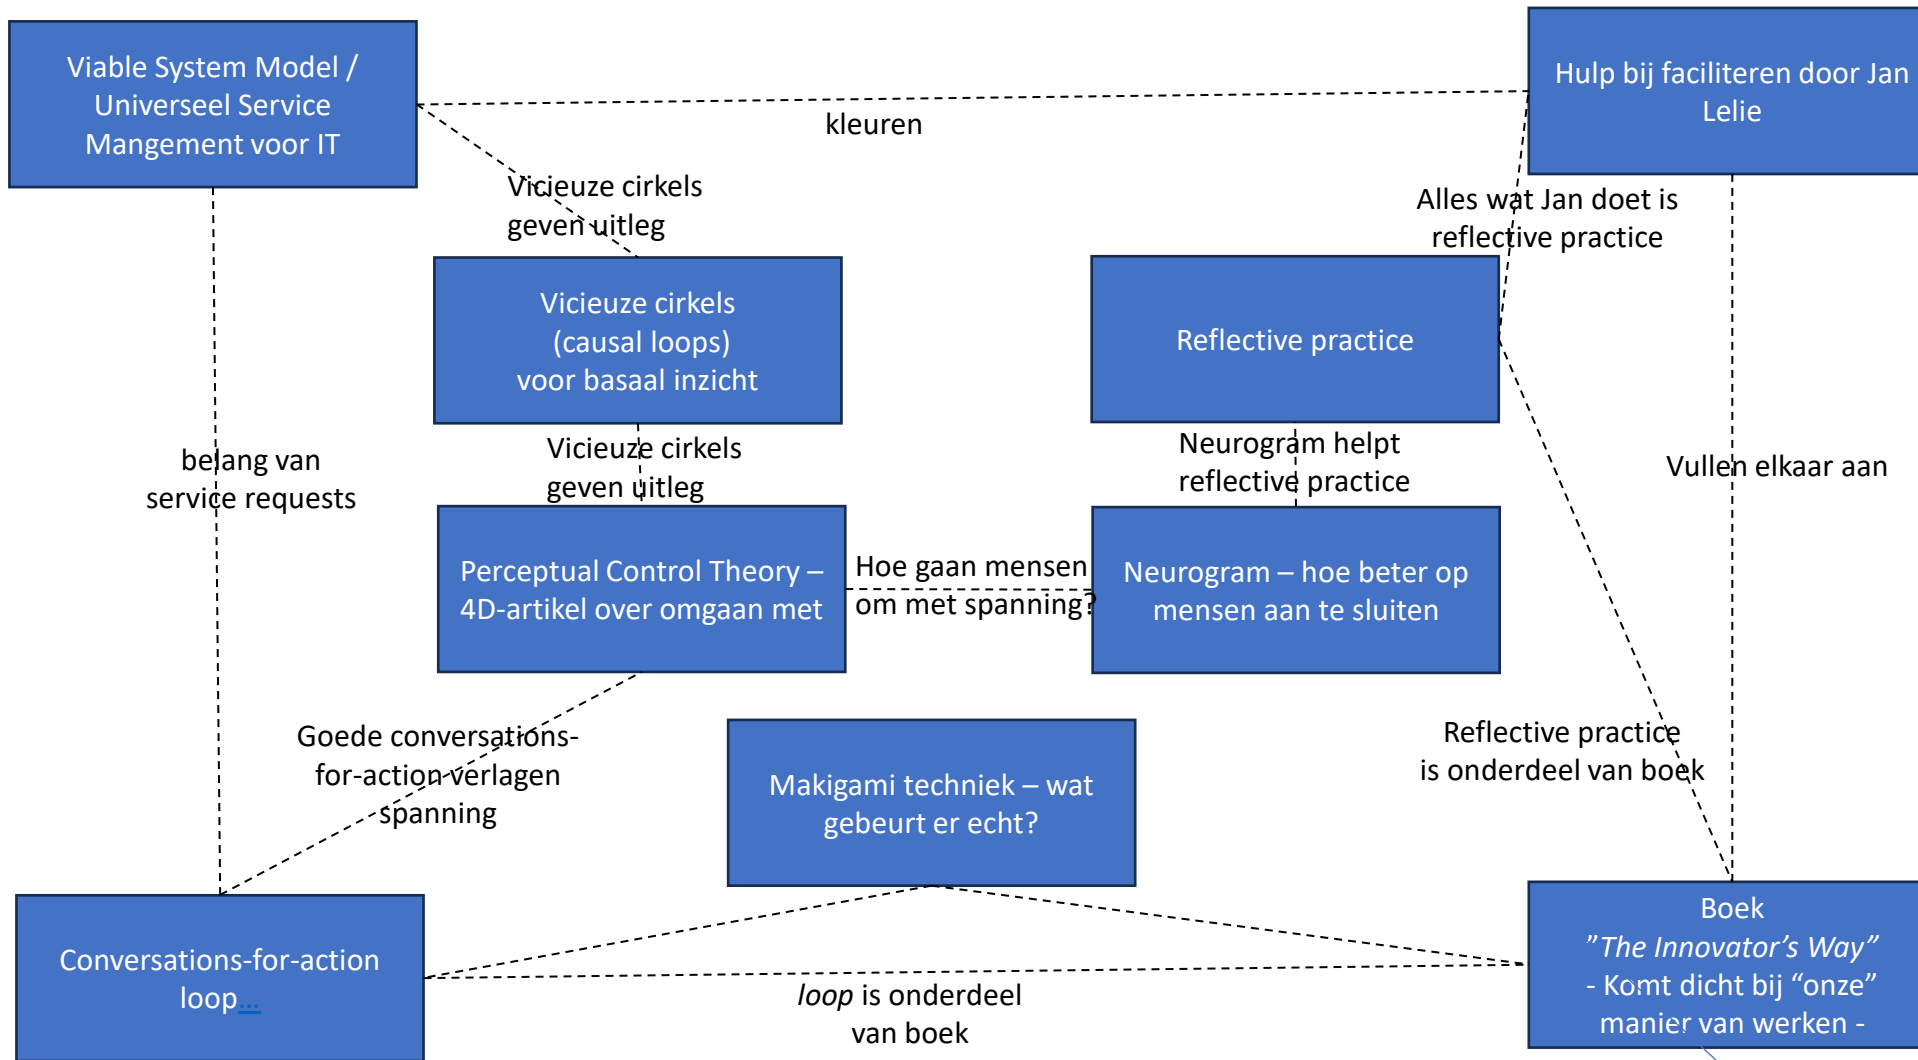 Viable System Model /
Universeel Service
Mangement voor IT
Hulp bij faciliteren door Jan
Lelie
kleuren
Vicieuze cirkels
geven uitleg
Alles wat Jan doet is
reflective practice
Vicieuze cirkels
(causal loops)
voor basaal inzicht
Reflective practice
belang van
service requests
Vicieuze cirkels
geven uitleg
Neurogram helpt
reflective practice
Vullen elkaar aan
Perceptual Control Theory –
4D-artikel over omgaan met
Hoe gaan mensen
om met spanning?
Neurogram – hoe beter op
mensen aan te sluiten
Goede conversations-
for-action verlagen
spanning
Makigami techniek – wat
gebeurt er echt?
Reflective practice
is onderdeel van boek
Conversations-for-action
loop...
loop is onderdeel
van boek
Boek
”The Innovator’s Way”
- Komt dicht bij “onze”
manier van werken -